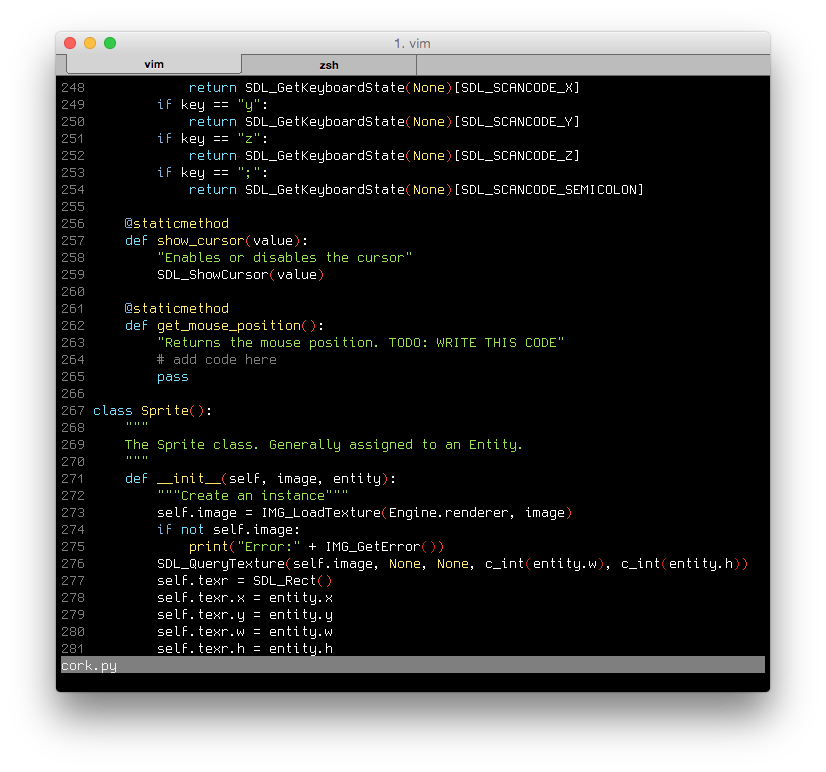 1. vim
vim zsh
248 return SDL_GetKeyboardState(None)[SDL_SCANCODE_X]
249 if key == "y":
250 return SDL_GetKeyboardState(None)[SDL_SCANCODE_Y]
251 if key == "z":
252 return SDL_GetKeyboardState(None)[SDL_SCANCODE_Z]
253 if key == ";":
254 return SDL_GetKeyboardState(None)[SDL_SCANCODE_SEMICOLON]
255
256 @staticmethod
257 def show_cursor(value):
258 "Enables or disables the cursor"
259 SDL_ShowCursor(value)
260
261 @staticmethod
262 def get_mouse_position():
263 "Returns the mouse position. TODO: WRITE THIS CODE"
264 # add code here
265 pass
266
267 class Sprite():
268 """
269 The Sprite class. Generally assigned to an Entity.
270 """
271 def __init__(self, image, entity):
272 """Create an instance"""
273 self.image = IMG_LoadTexture(Engine.renderer, image)
274 if not self.image:
275 print("Error:" + IMG_GetError())
276 SDL_QueryTexture(self.image, None, None, c_int(entity.w), c_int(entity.h))
277 self.texr = SDL_Rect()
278 self.texr.x = entity.x
279 self.texr.y = entity.y
280 self.texr.w = entity.w
281 self.texr.h = entity.h
cork.py